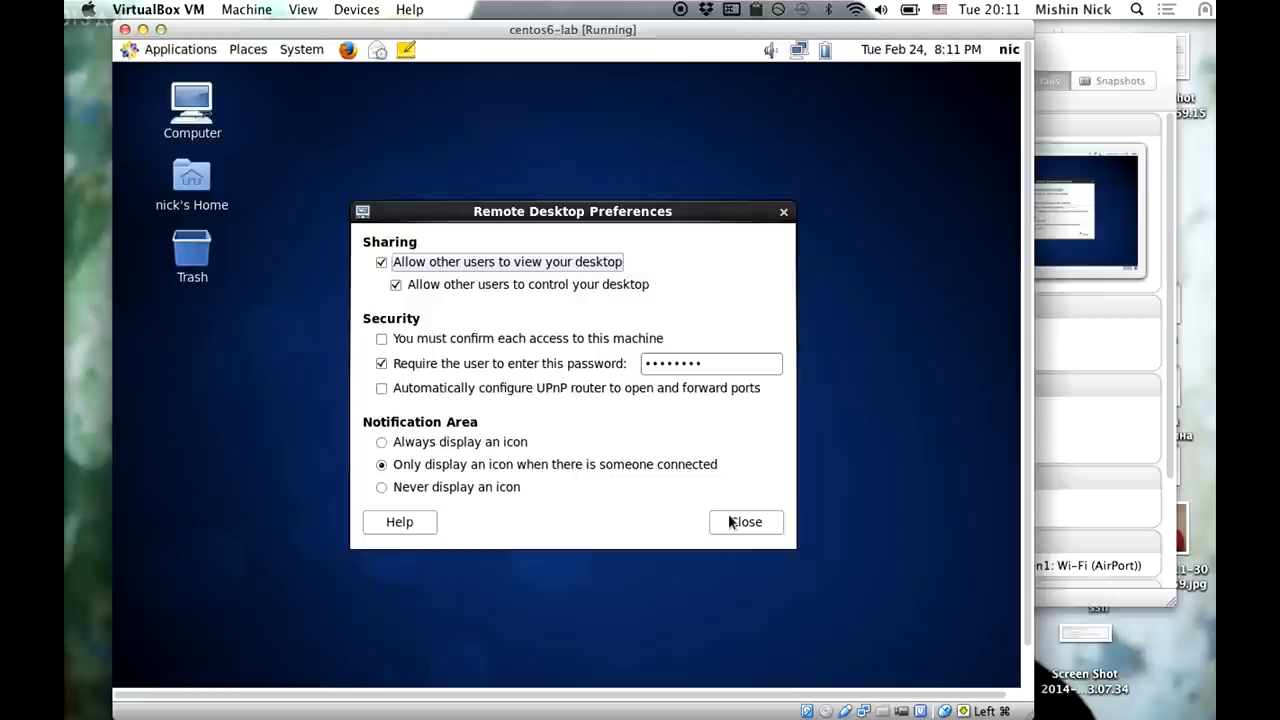 VirtualBox VM Machine View Devices Help Tue 20:11 Mishin Nick
centos6-lab [Running]
Applications Places System Tue Feb 24, 8:11 PM nic
Snapshots
Computer
nick's Home
Trash
Remote Desktop Preferences
Sharing
Allow other users to view your desktop
Allow other users to control your desktop
Security
You must confirm each access to this machine
Require the user to enter this password:
Automatically configure UPnP router to open and forward ports
Notification Area
Always display an icon
Only display an icon when there is someone connected
Never display an icon
Help Close
en1: Wi-Fi (AirPort))
Screen Shot
2014-...3.07.34
Left ⌘